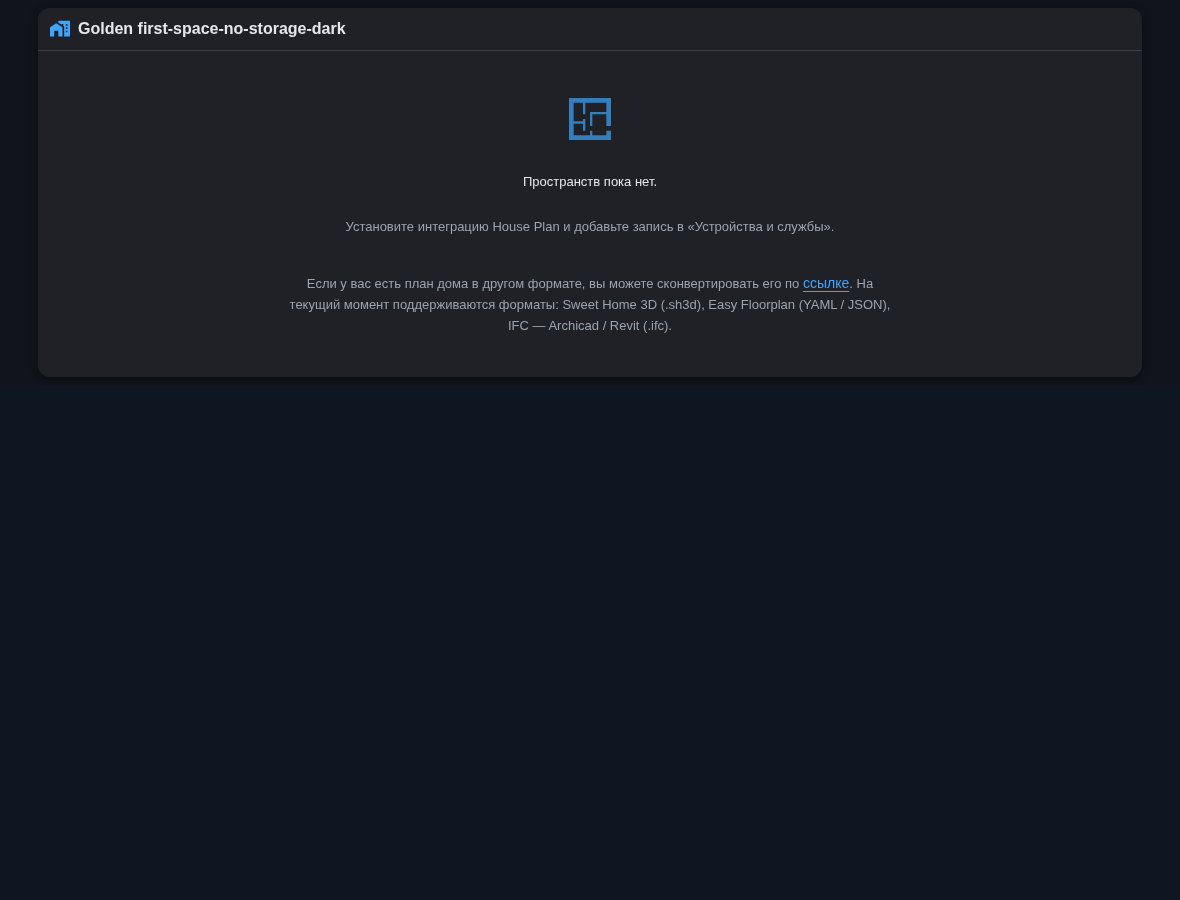 Golden first-space-no-storage-dark
Пространств пока нет.
Установите интеграцию House Plan и добавьте запись в «Устройства и службы».
Если у вас есть план дома в другом формате, вы можете сконвертировать его по ссылке. На
текущий момент поддерживаются форматы: Sweet Home 3D (.sh3d), Easy Floorplan (YAML / JSON),
IFC — Archicad / Revit (.ifc).